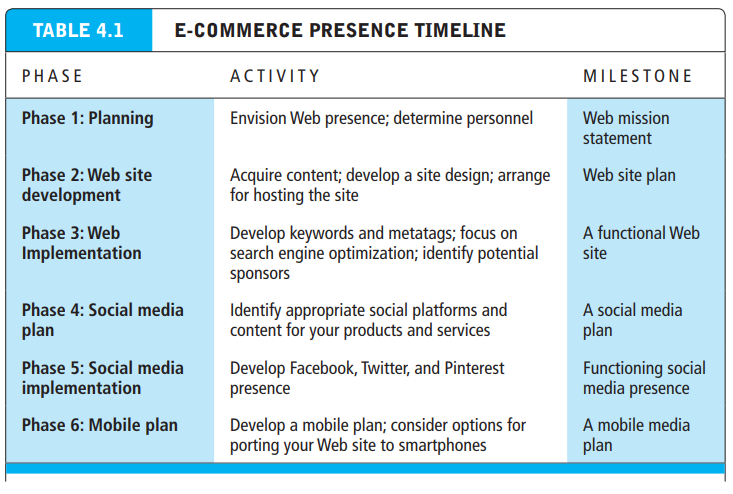 TABLE 4.1 E-COMMERCE PRESENCE TIMELINE
PHASE ACTIVITY MILESTONE
Phase 1: Planning Envision Web presence; determine personnel Web mission
statement
Phase 2: Web site Acquire content; develop a site design; arrange Web site plan
development for hosting the site
Phase 3: Web Develop keywords and metatags; focus on A functional Web
Implementation search engine optimization; identify potential site
sponsors
Phase 4: Social media Identify appropriate social platforms and A social media
plan content for your products and services plan
Phase 5: Social media Develop Facebook, Twitter, and Pinterest Functioning social
implementation presence media presence
Phase 6: Mobile plan Develop a mobile plan; consider options for A mobile media
porting your Web site to smartphones plan